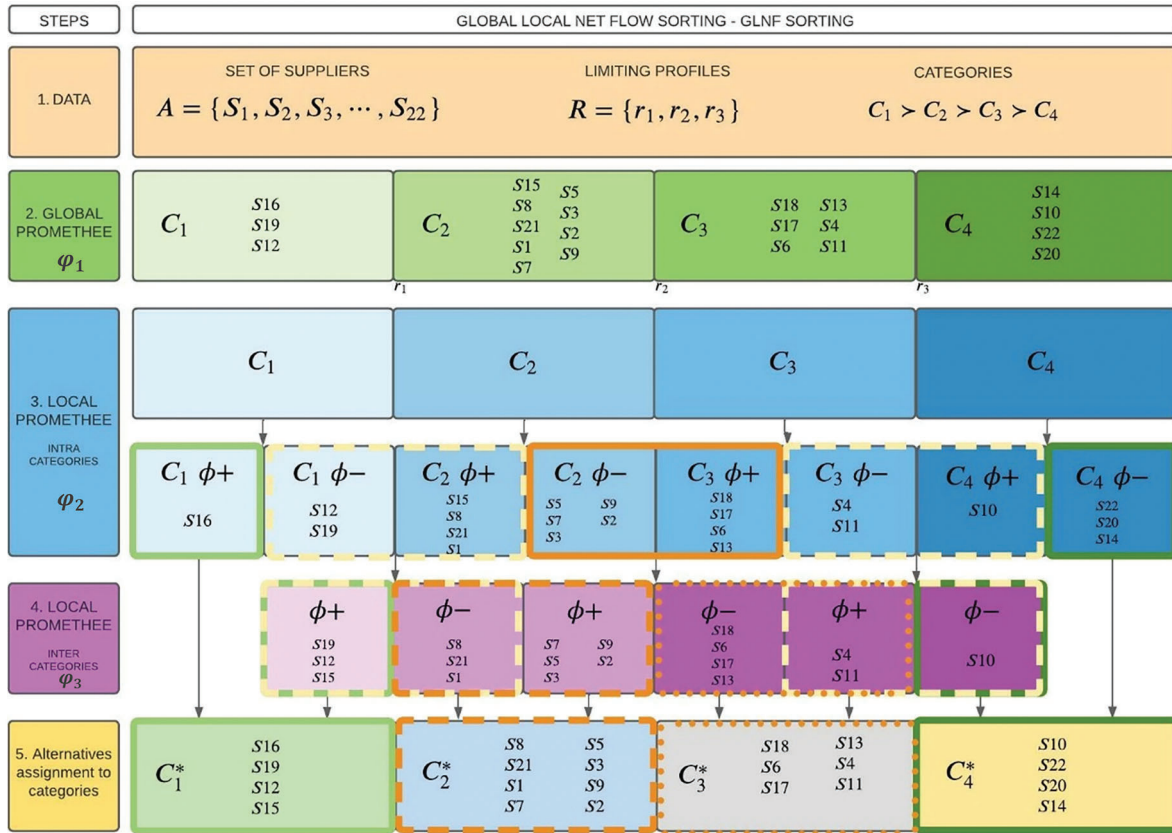 STEPS
GLOBAL LOCAL NET FLOW SORTING - GLNF SORTING
1. DATA
SET OF SUPPLIERS
A = {S₁, S₂, S₃, ⋯, S₂₂}
LIMITING PROFILES
R = {r₁, r₂, r₃}
CATEGORIES
C₁ ≻ C₂ ≻ C₃ ≻ C₄
2. GLOBAL
PROMETHEE
φ₁
C₁
S16
S19
S12
C₂
S15
S8
S21
S1
S7
S5
S3
S2
S9
C₃
S18
S17
S6
S13
S4
S11
C₄
S14
S10
S22
S20
r₁
r₂
r₃
3. LOCAL
PROMETHEE
INTRA
CATEGORIES
φ₂
C₁
C₂
C₃
C₄
C₁ ϕ+
S16
C₁ ϕ−
S12
S19
C₂ ϕ+
S15
S8
S21
S1
C₂ ϕ−
S5
S7
S3
S9
S2
C₃ ϕ+
S18
S17
S6
S13
C₃ ϕ−
S4
S11
C₄ ϕ+
S10
C₄ ϕ−
S22
S20
S14
4. LOCAL
PROMETHEE
INTER
CATEGORIES
φ₃
ϕ+
S19
S12
S15
ϕ−
S8
S21
S1
ϕ+
S7
S5
S3
S9
S2
ϕ−
S18
S6
S17
S13
ϕ+
S4
S11
ϕ−
S10
5. Alternatives
assignment to
categories
C₁*
S16
S19
S12
S15
C₂*
S8
S21
S1
S7
S5
S3
S9
S2
C₃*
S18
S6
S17
S13
S4
S11
C₄*
S10
S22
S20
S14